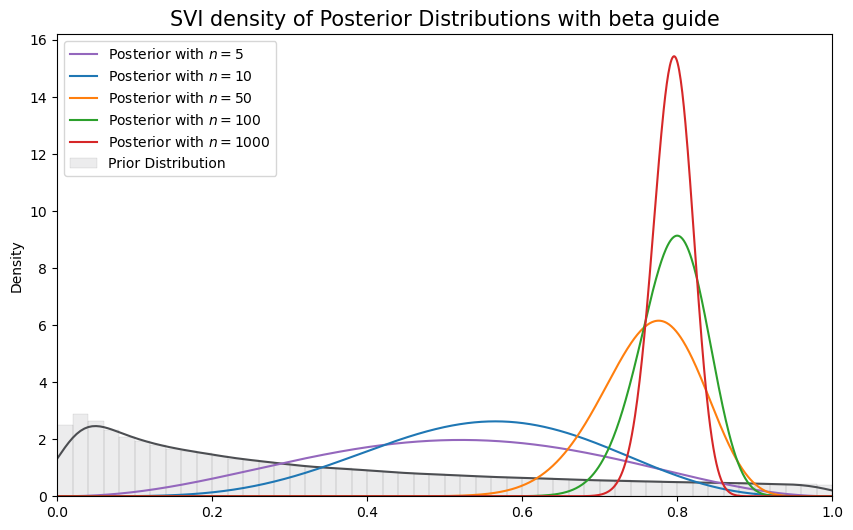 SVI density of Posterior Distributions with beta guide
16
14
12
10
8
6
4
2
0
Density
Posterior with n = 5
Posterior with n = 10
Posterior with n = 50
Posterior with n = 100
Posterior with n = 1000
Prior Distribution
0.0 0.2 0.4 0.6 0.8 1.0